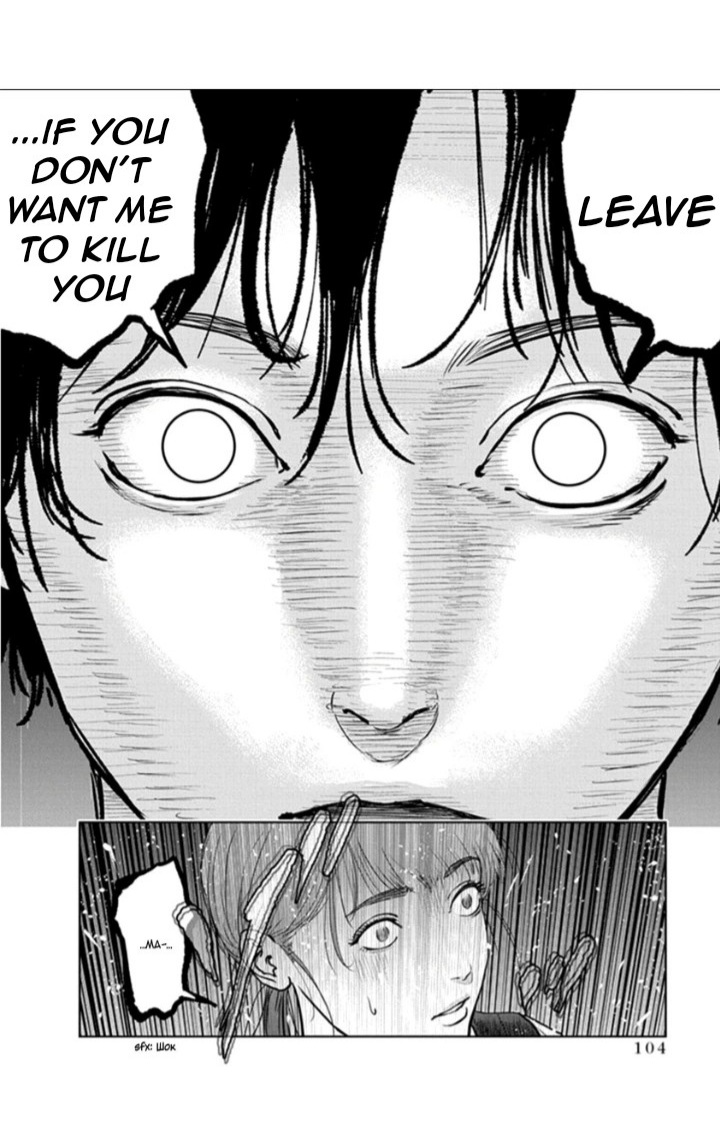 LEAVE
...IF YOU
DON'T
WANT ME
TO KILL
YOU
..MA-...
sfx: Шок
104